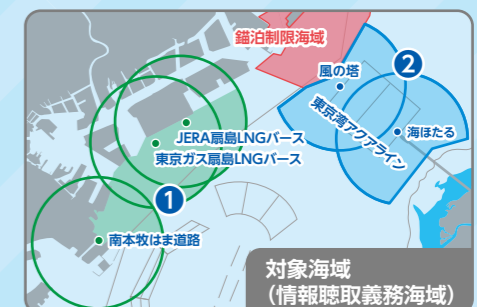 錨泊制限海域
風の塔
2
東京湾アクアライン
海ほたる
JERA扇島LNGバース
東京ガス扇島LNGバース
1
南本牧はま道路
対象海域
(情報聴取義務海域)